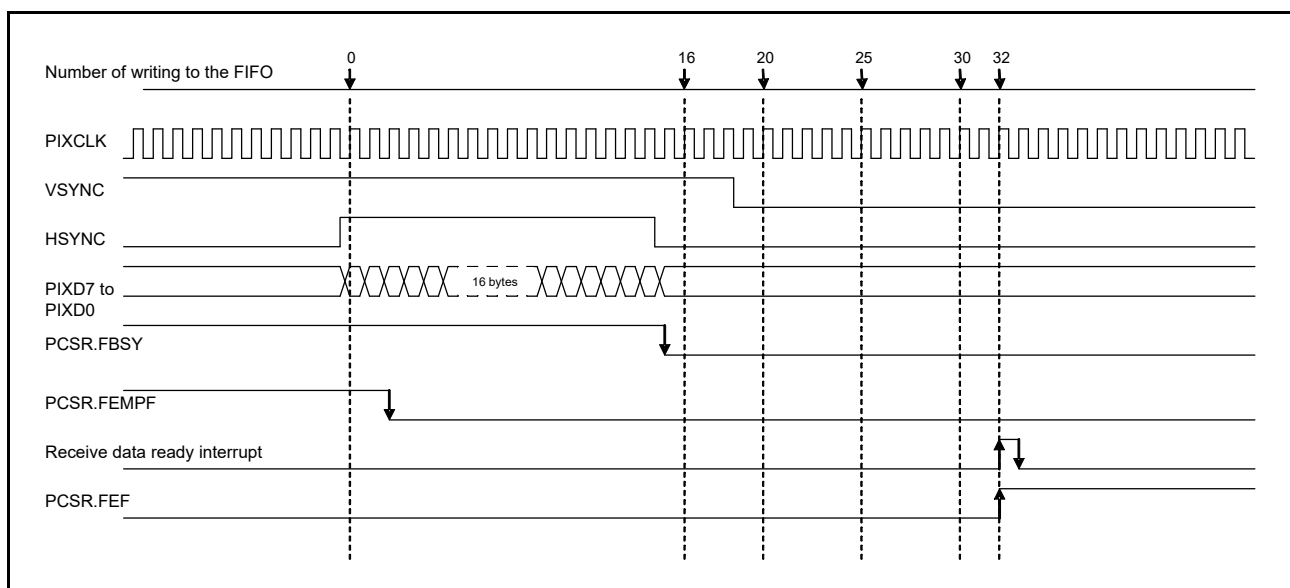 0 16 20 25 30 32
Number of writing to the FIFO
PIXCLK
VSYNC
HSYNC
PIXD7 to
PIXD0
16 bytes
PCSR.FBSY
PCSR.FEMPF
Receive data ready interrupt
PCSR.FEF